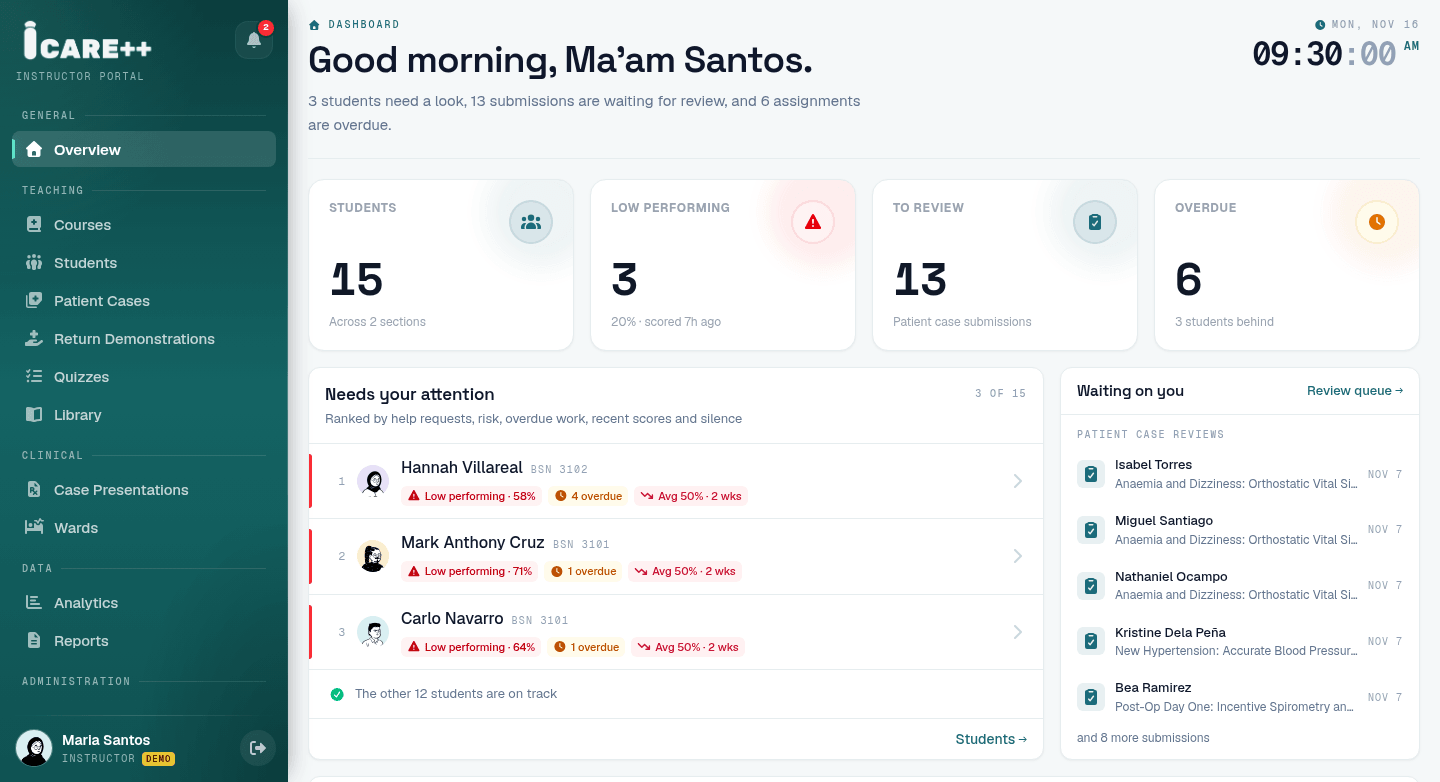 iCARE++
2
INSTRUCTOR PORTAL
GENERAL
Overview
TEACHING
Courses
Students
Patient Cases
Return Demonstrations
Quizzes
Library
CLINICAL
Case Presentations
Wards
DATA
Analytics
Reports
ADMINISTRATION
Maria Santos
INSTRUCTOR DEMO
DASHBOARD
Good morning, Ma'am Santos.
3 students need a look, 13 submissions are waiting for review, and 6 assignments
are overdue.
MON, NOV 16
09:30:00 AM
STUDENTS
15
Across 2 sections
LOW PERFORMING
3
20% · scored 7h ago
TO REVIEW
13
Patient case submissions
OVERDUE
6
3 students behind
Needs your attention
3 OF 15
Ranked by help requests, risk, overdue work, recent scores and silence
1
Hannah Villareal BSN 3102
Low performing · 58% 4 overdue Avg 50% · 2 wks
2
Mark Anthony Cruz BSN 3101
Low performing · 71% 1 overdue Avg 50% · 2 wks
3
Carlo Navarro BSN 3101
Low performing · 64% 1 overdue Avg 50% · 2 wks
The other 12 students are on track
Students →
Waiting on you
Review queue →
PATIENT CASE REVIEWS
Isabel Torres
Anaemia and Dizziness: Orthostatic Vital Si...
NOV 7
Miguel Santiago
Anaemia and Dizziness: Orthostatic Vital Si...
NOV 7
Nathaniel Ocampo
Anaemia and Dizziness: Orthostatic Vital Si...
NOV 7
Kristine Dela Peña
New Hypertension: Accurate Blood Pressur...
NOV 7
Bea Ramirez
Post-Op Day One: Incentive Spirometry an...
NOV 7
and 8 more submissions